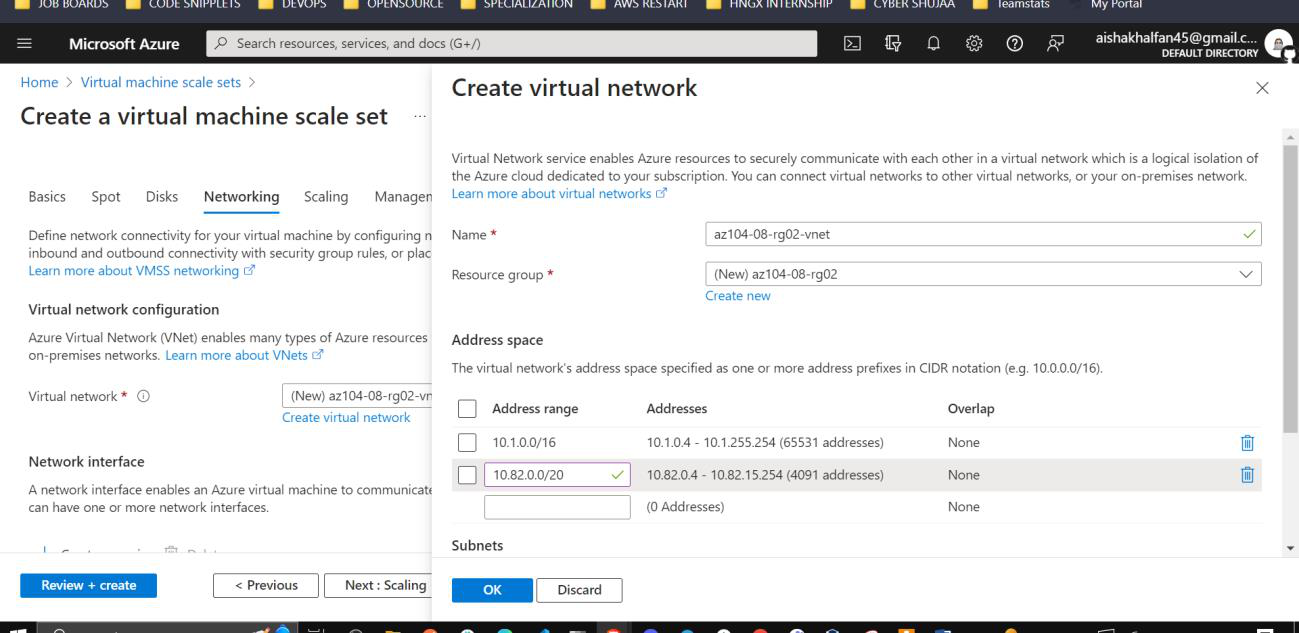 JOB BOARDS CODE SNIPPLETS DEVOPS OPENSOURCE SPECIALIZATION AWS RESTART HNGX INTERNSHIP CYBER SHUJAA Teamstats My Portal
Microsoft Azure
Search resources, services, and docs (G+/)
aishakhalfan45@gmail.c...
DEFAULT DIRECTORY
Home > Virtual machine scale sets >
Create a virtual machine scale set ...
Basics Spot Disks Networking Scaling Managen
Define network connectivity for your virtual machine by configuring n
inbound and outbound connectivity with security group rules, or plac
Learn more about VMSS networking
Virtual network configuration
Azure Virtual Network (VNet) enables many types of Azure resources
on-premises networks. Learn more about VNets
Virtual network *
(New) az104-08-rg02-vn
Create virtual network
Network interface
A network interface enables an Azure virtual machine to communicate
can have one or more network interfaces.
Review + create
< Previous
Next : Scaling
Create virtual network
Virtual Network service enables Azure resources to securely communicate with each other in a virtual network which is a logical isolation of
the Azure cloud dedicated to your subscription. You can connect virtual networks to other virtual networks, or your on-premises network.
Learn more about virtual networks
Name *
az104-08-rg02-vnet
Resource group *
(New) az104-08-rg02
Create new
Address space
The virtual network's address space specified as one or more address prefixes in CIDR notation (e.g. 10.0.0.0/16).
Address range Addresses Overlap
10.1.0.0/16 10.1.0.4 - 10.1.255.254 (65531 addresses) None
10.82.0.0/20 10.82.0.4 - 10.82.15.254 (4091 addresses) None
(0 Addresses) None
Subnets
OK
Discard